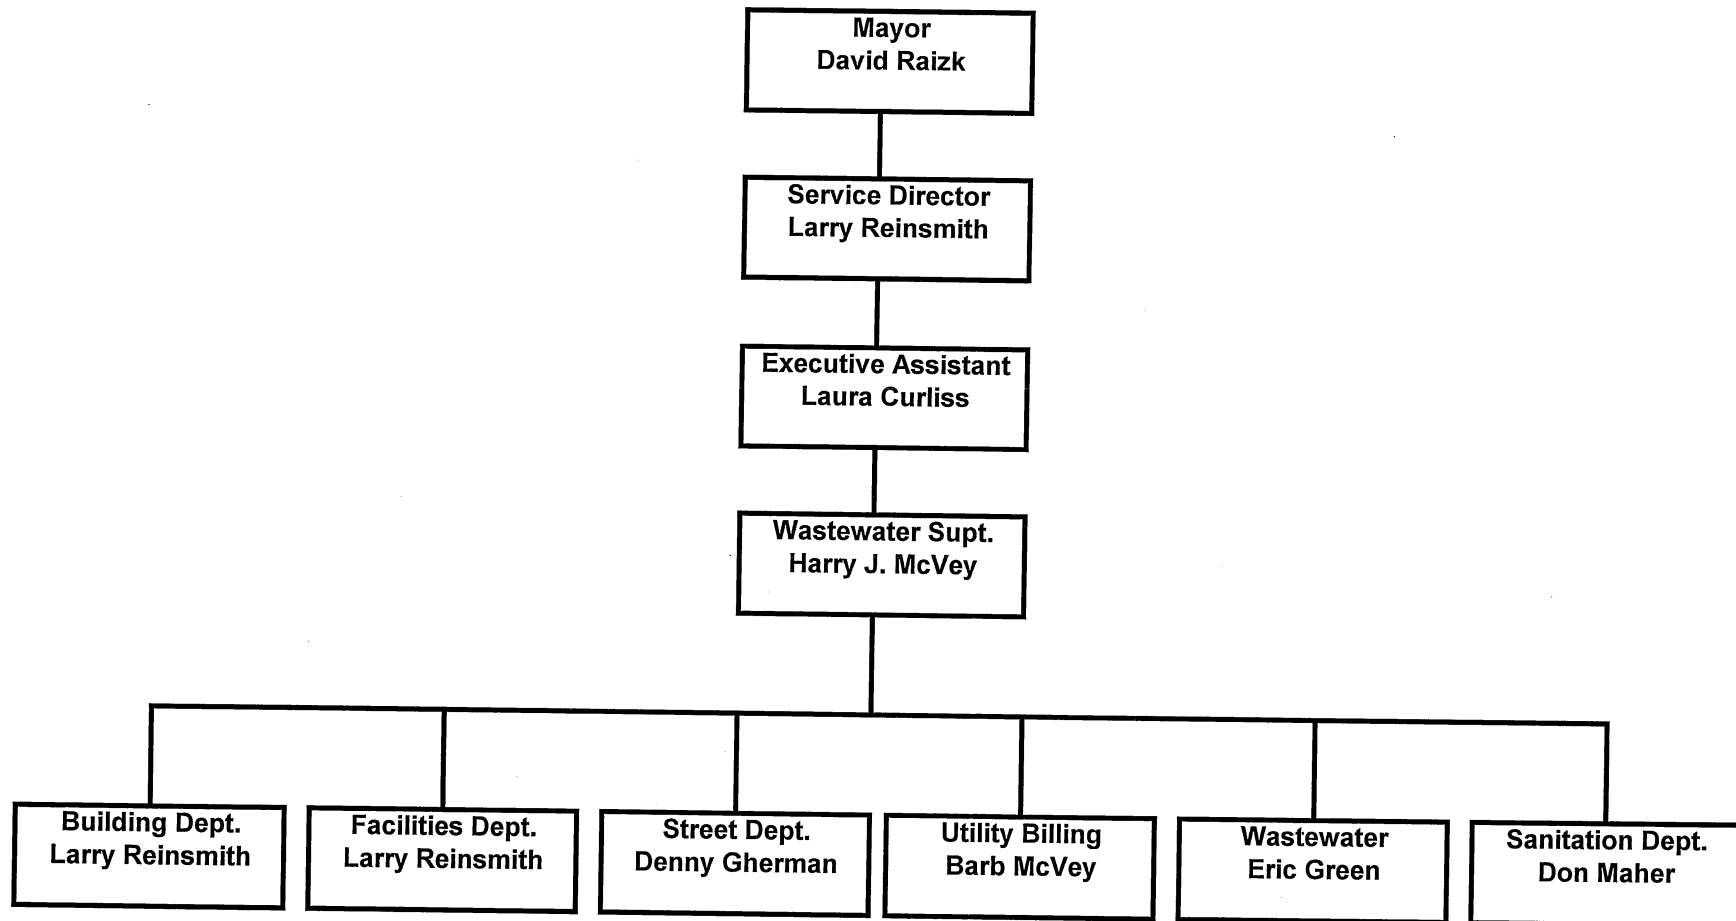 Mayor
David Raizk
Service Director
Larry Reinsmith
Executive Assistant
Laura Curliss
Wastewater Supt.
Harry J. McVey
Building Dept.
Larry Reinsmith
Facilities Dept.
Larry Reinsmith
Street Dept.
Denny Gherman
Utility Billing
Barb McVey
Wastewater
Eric Green
Sanitation Dept.
Don Maher